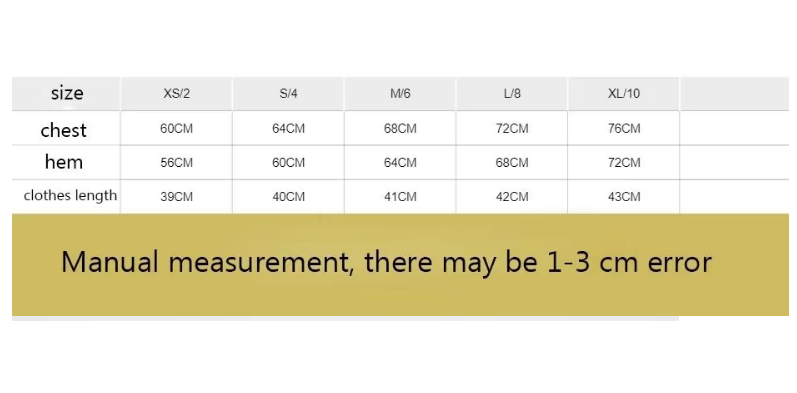 size XS/2 S/4 M/6 L/8 XL/10
chest 60CM 64CM 68CM 72CM 76CM
hem 56CM 60CM 64CM 68CM 72CM
clothes length 39CM 40CM 41CM 42CM 43CM
Manual measurement, there may be 1-3 cm error